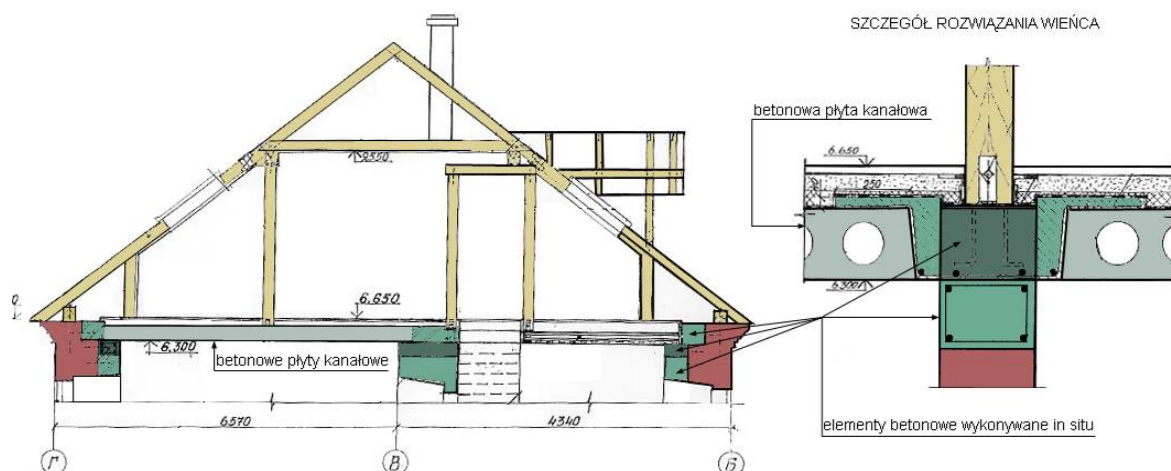 SZCZEGÓŁ ROZWIĄZANIA WIEŃCA
betonowa płyta kanałowa
6.650
250
6.300
9.550
6.650
6.300
betonowe płyty kanałowe
elementy betonowe wykonywane in situ
6570
4340
Г
В
Б